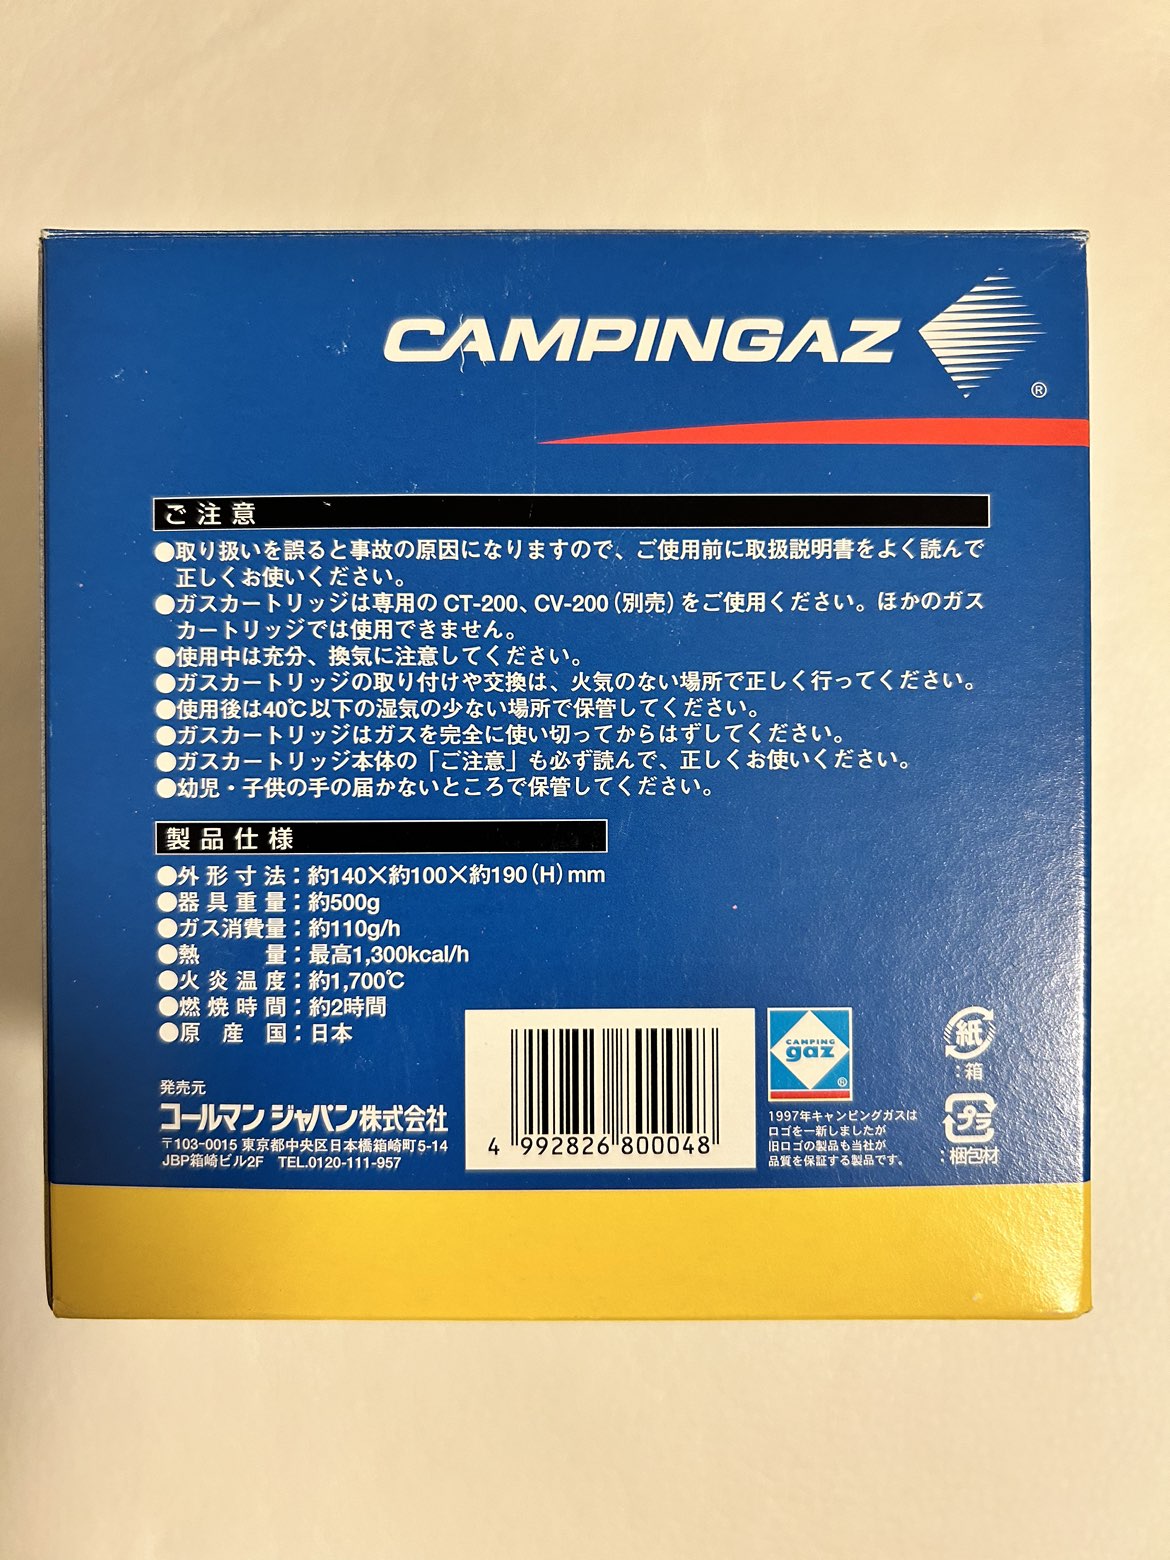 CAMPINGAZ
®
ご注意
●取り扱いを誤ると事故の原因になりますので、ご使用前に取扱説明書をよく読んで
正しくお使いください。
●ガスカートリッジは専用の CT-200、CV-200（別売）をご使用ください。ほかのガス
カートリッジでは使用できません。
●使用中は充分、換気に注意してください。
●ガスカートリッジの取り付けや交換は、火気のない場所で正しく行ってください。
●使用後は40℃以下の湿気の少ない場所で保管してください。
●ガスカートリッジはガスを完全に使い切ってからはずしてください。
●ガスカートリッジ本体の「ご注意」も必ず読んで、正しくお使いください。
●幼児・子供の手の届かないところで保管してください。
製品仕様
●外形寸法：約140×約100×約190（H）mm
●器具重量：約500g
●ガス消費量：約110g/h
●熱　　量：最高1,300kcal/h
●火炎温度：約1,700℃
●燃焼時間：約2時間
●原産国：日本
発売元
コールマン ジャパン株式会社
〒103-0015 東京都中央区日本橋箱崎町5-14
JBP箱崎ビル2F　TEL.0120-111-957
4 992826 800048
CAMPING
gaz
®
1997年キャンピングガスは
ロゴを一新しましたが
旧ロゴの製品も当社が
品質を保証する製品です。
紙
：箱
プラ
：梱包材